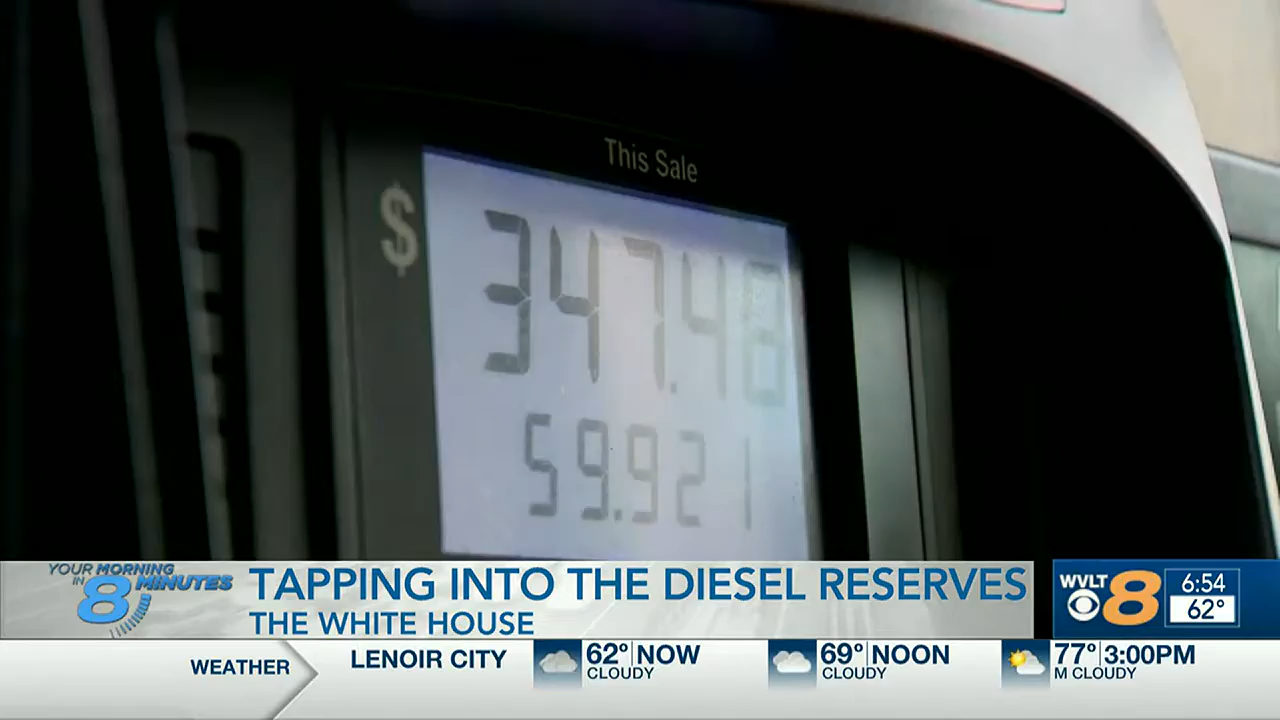 This Sale
$
347.48
59.921
YOUR MORNING
IN
8 MINUTES
TAPPING INTO THE DIESEL RESERVES
THE WHITE HOUSE
WVLT
8
6:54
62°
WEATHER
LENOIR CITY
62° NOW
CLOUDY
69° NOON
CLOUDY
77° 3:00PM
M CLOUDY